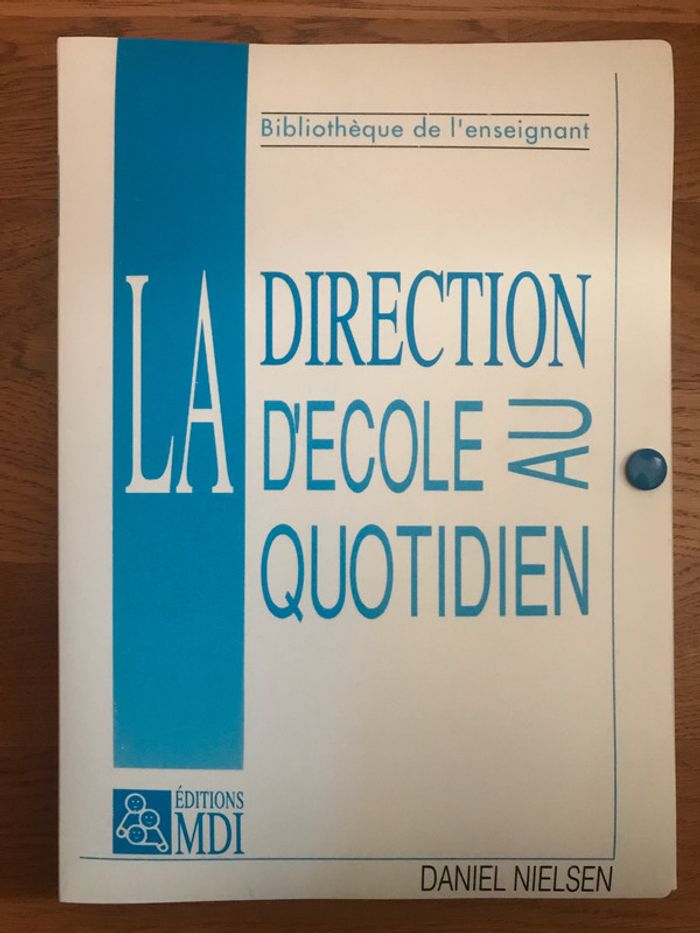 Bibliothèque de l'enseignant
LA DIRECTION
D'ECOLE AU
QUOTIDIEN
ÉDITIONS
MDI
DANIEL NIELSEN